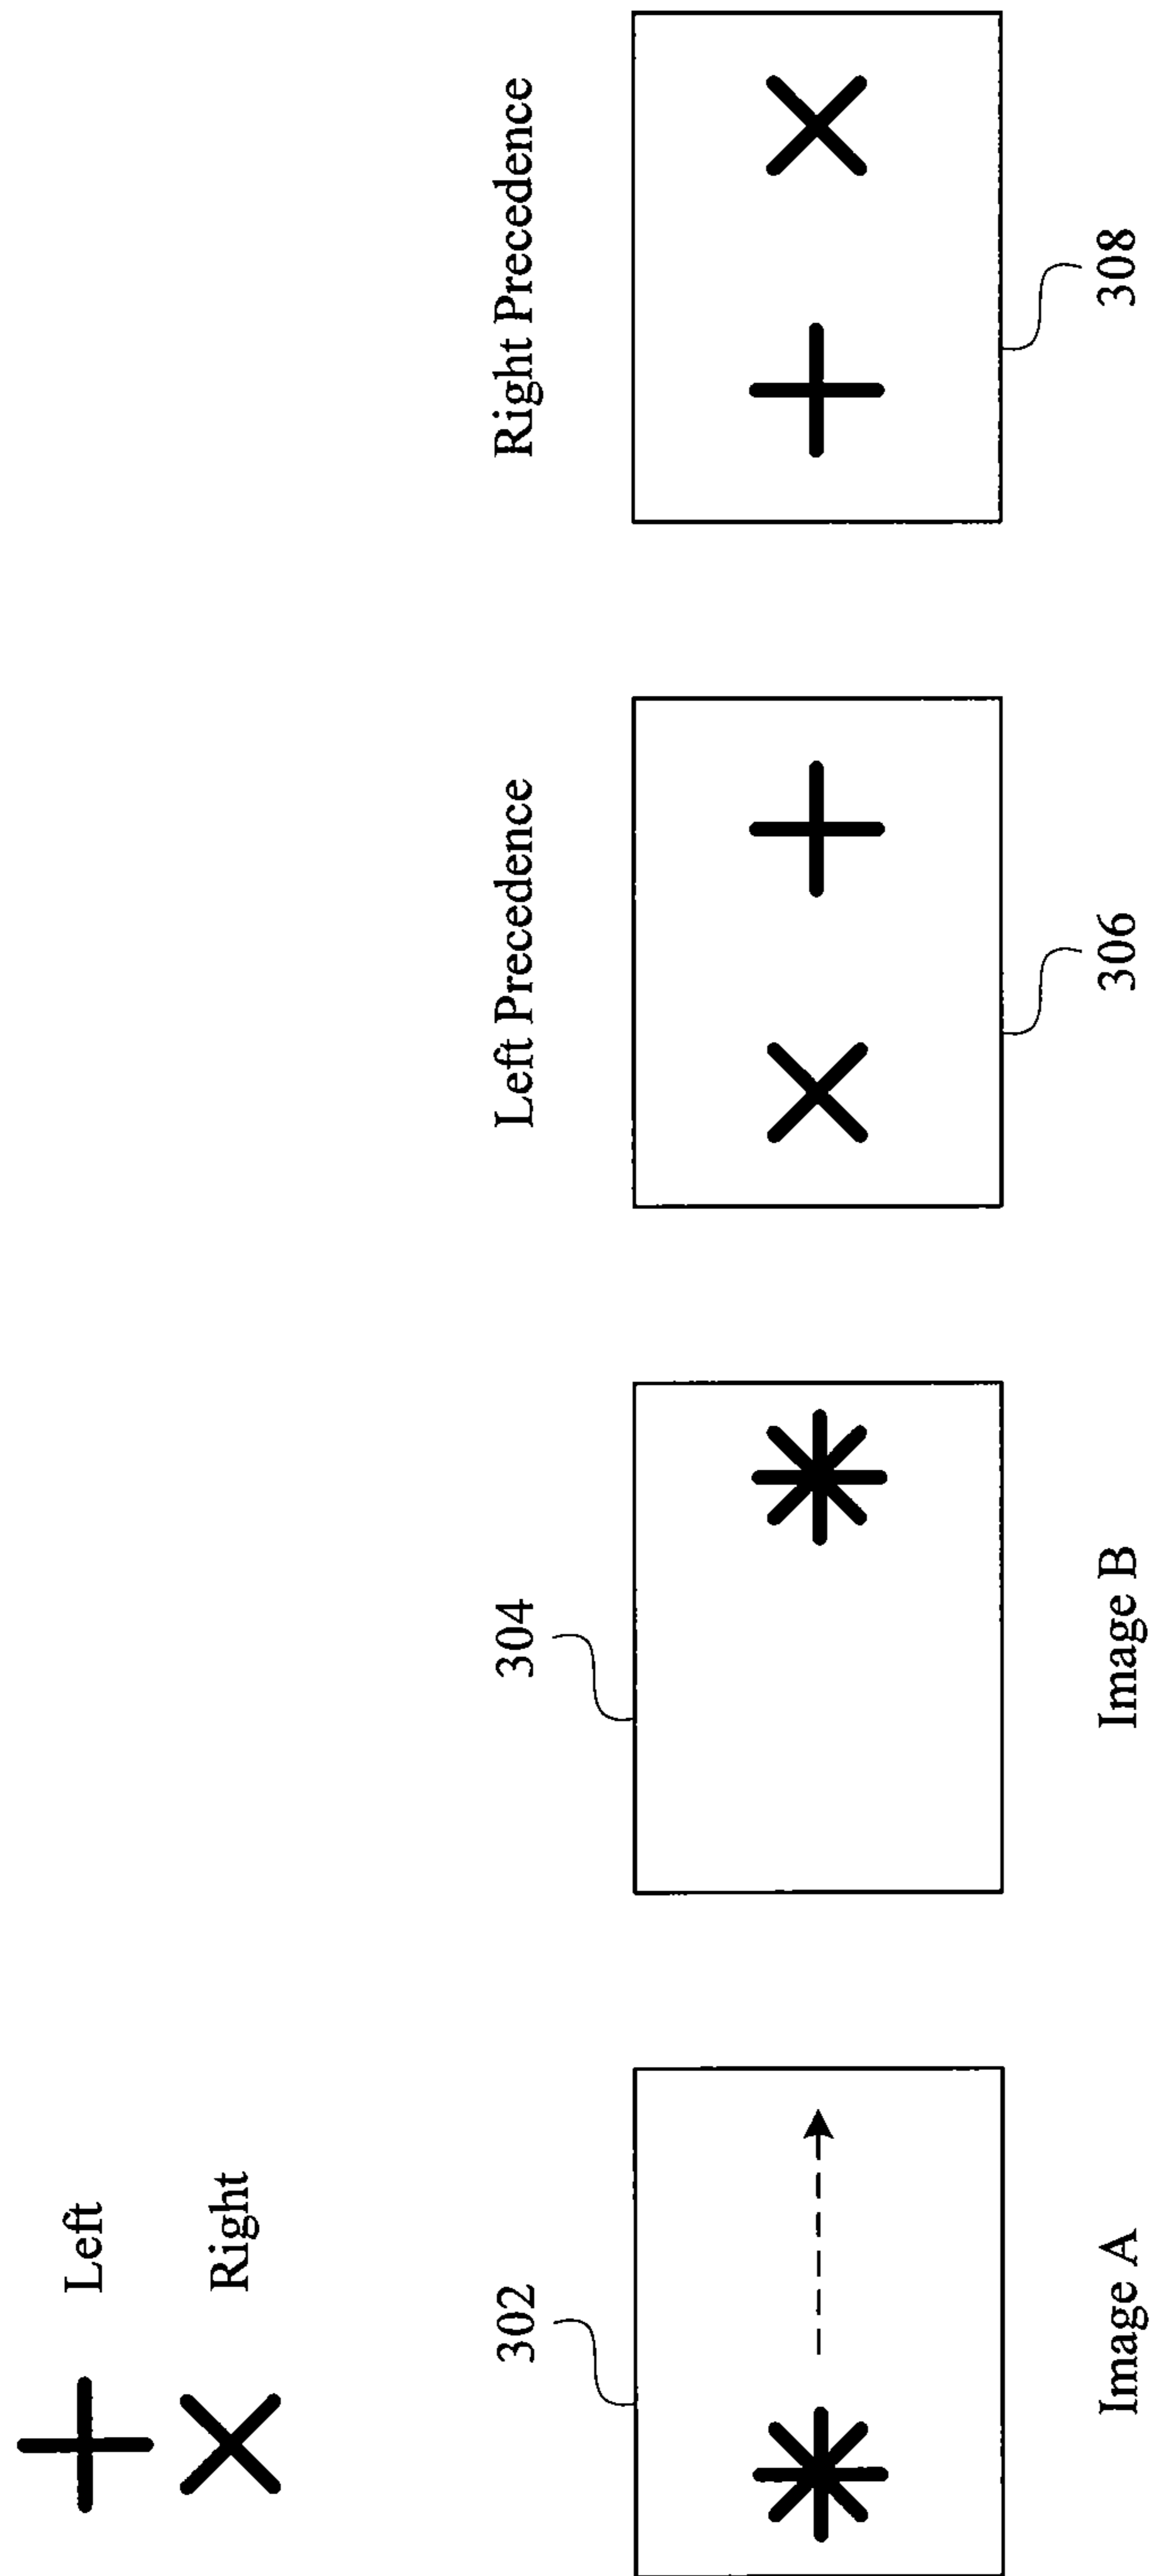 Left
Right
302
304
Left Precedence
Right Precedence
Image A
Image B
306
308